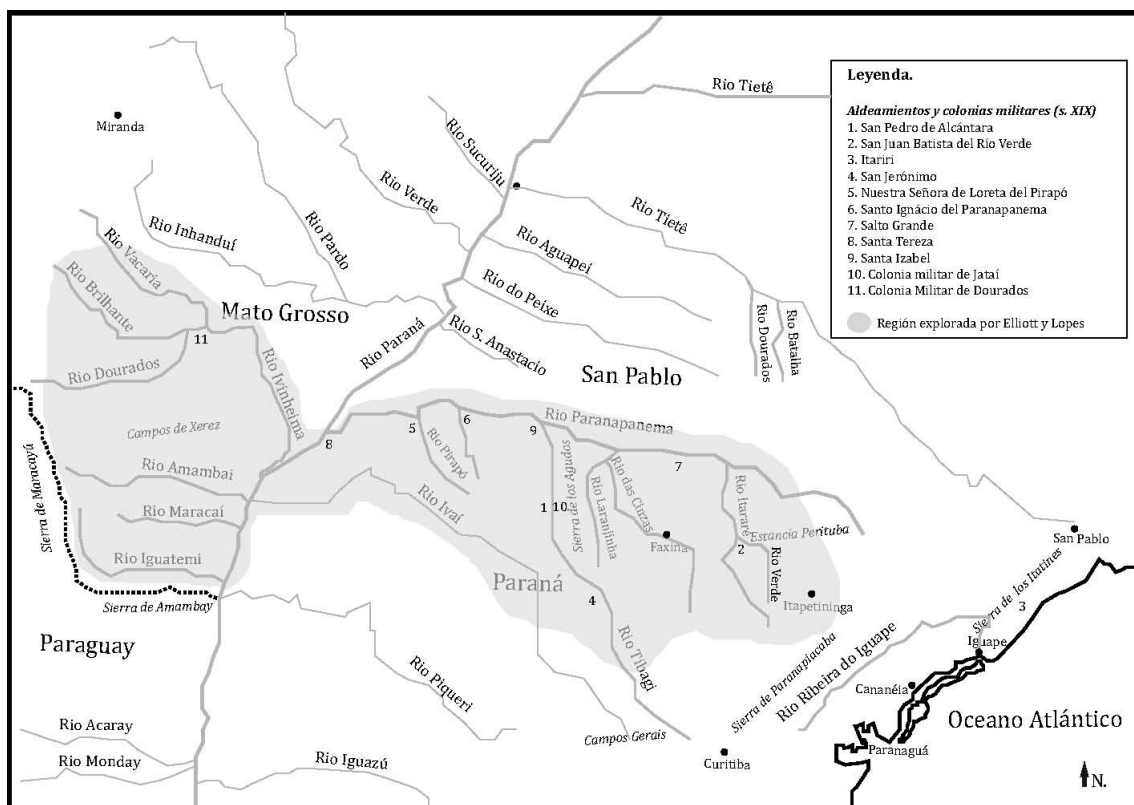 Leyenda.
Aldeamientos y colonias militares (s. XIX)
1. San Pedro de Alcántara
2. San Juan Batista del Río Verde
3. Itariri
4. San Jerónimo
5. Nuestra Señora de Loreta del Pirapó
6. Santo Ignácio del Paranapanema
7. Salto Grande
8. Santa Tereza
9. Santa Izabel
10. Colonia militar de Jataí
11. Colonia Militar de Dourados
Región explorada por Elliott y Lopes
Rio Tietê
Miranda
Rio Sucuriju
Rio Verde
Rio Tietê
Rio Inhanduí
Rio Pardo
Rio Aguapei
Rio Vacaria
Rio Brilhante
Mato Grosso
Rio do Peixe
Rio Paraná
Rio S. Anastacío
Rio Dourados
Rio Batalha
11
Rio Dourados
Rio Ivinheima
San Pablo
Campos de Xerez
8
5
6
9
Rio Paranapanema
Rio Pirapó
7
Sierra de Maracayú
Rio Amambai
Rio Ivaí
Sierra de los Agudos
Rio Laranjinha
Rio das Cinzas
Rio Itarare
Rio Maracaí
1
10
Faxina
Estancia Perituba
San Pablo
Rio Iguatemi
2
Rio Verde
Paraná
4
Itapetininga
Sierra de Amambay
Sierra de los Itatines
3
Paraguay
Iguape
Rio Tibagi
Sierra de Paranapiacaba
Rio Ribeira do Iguape
Rio Piqueri
Cananéia
Oceano Atlántico
Rio Acaray
Campos Gerais
Paranaguá
Rio Monday
Rio Iguazú
Curitiba
N.